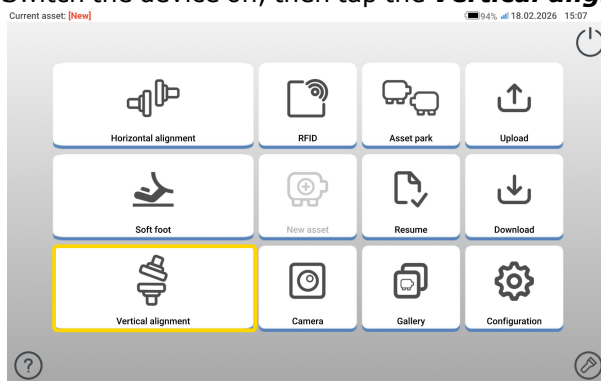 Switch the device on, then tap the Vertical alig
Current asset: [New]
94% 18.02.2026 15:07
Horizontal alignment
RFID
Asset park
Upload
Soft foot
New asset
Resume
Download
Vertical alignment
Camera
Gallery
Configuration
?